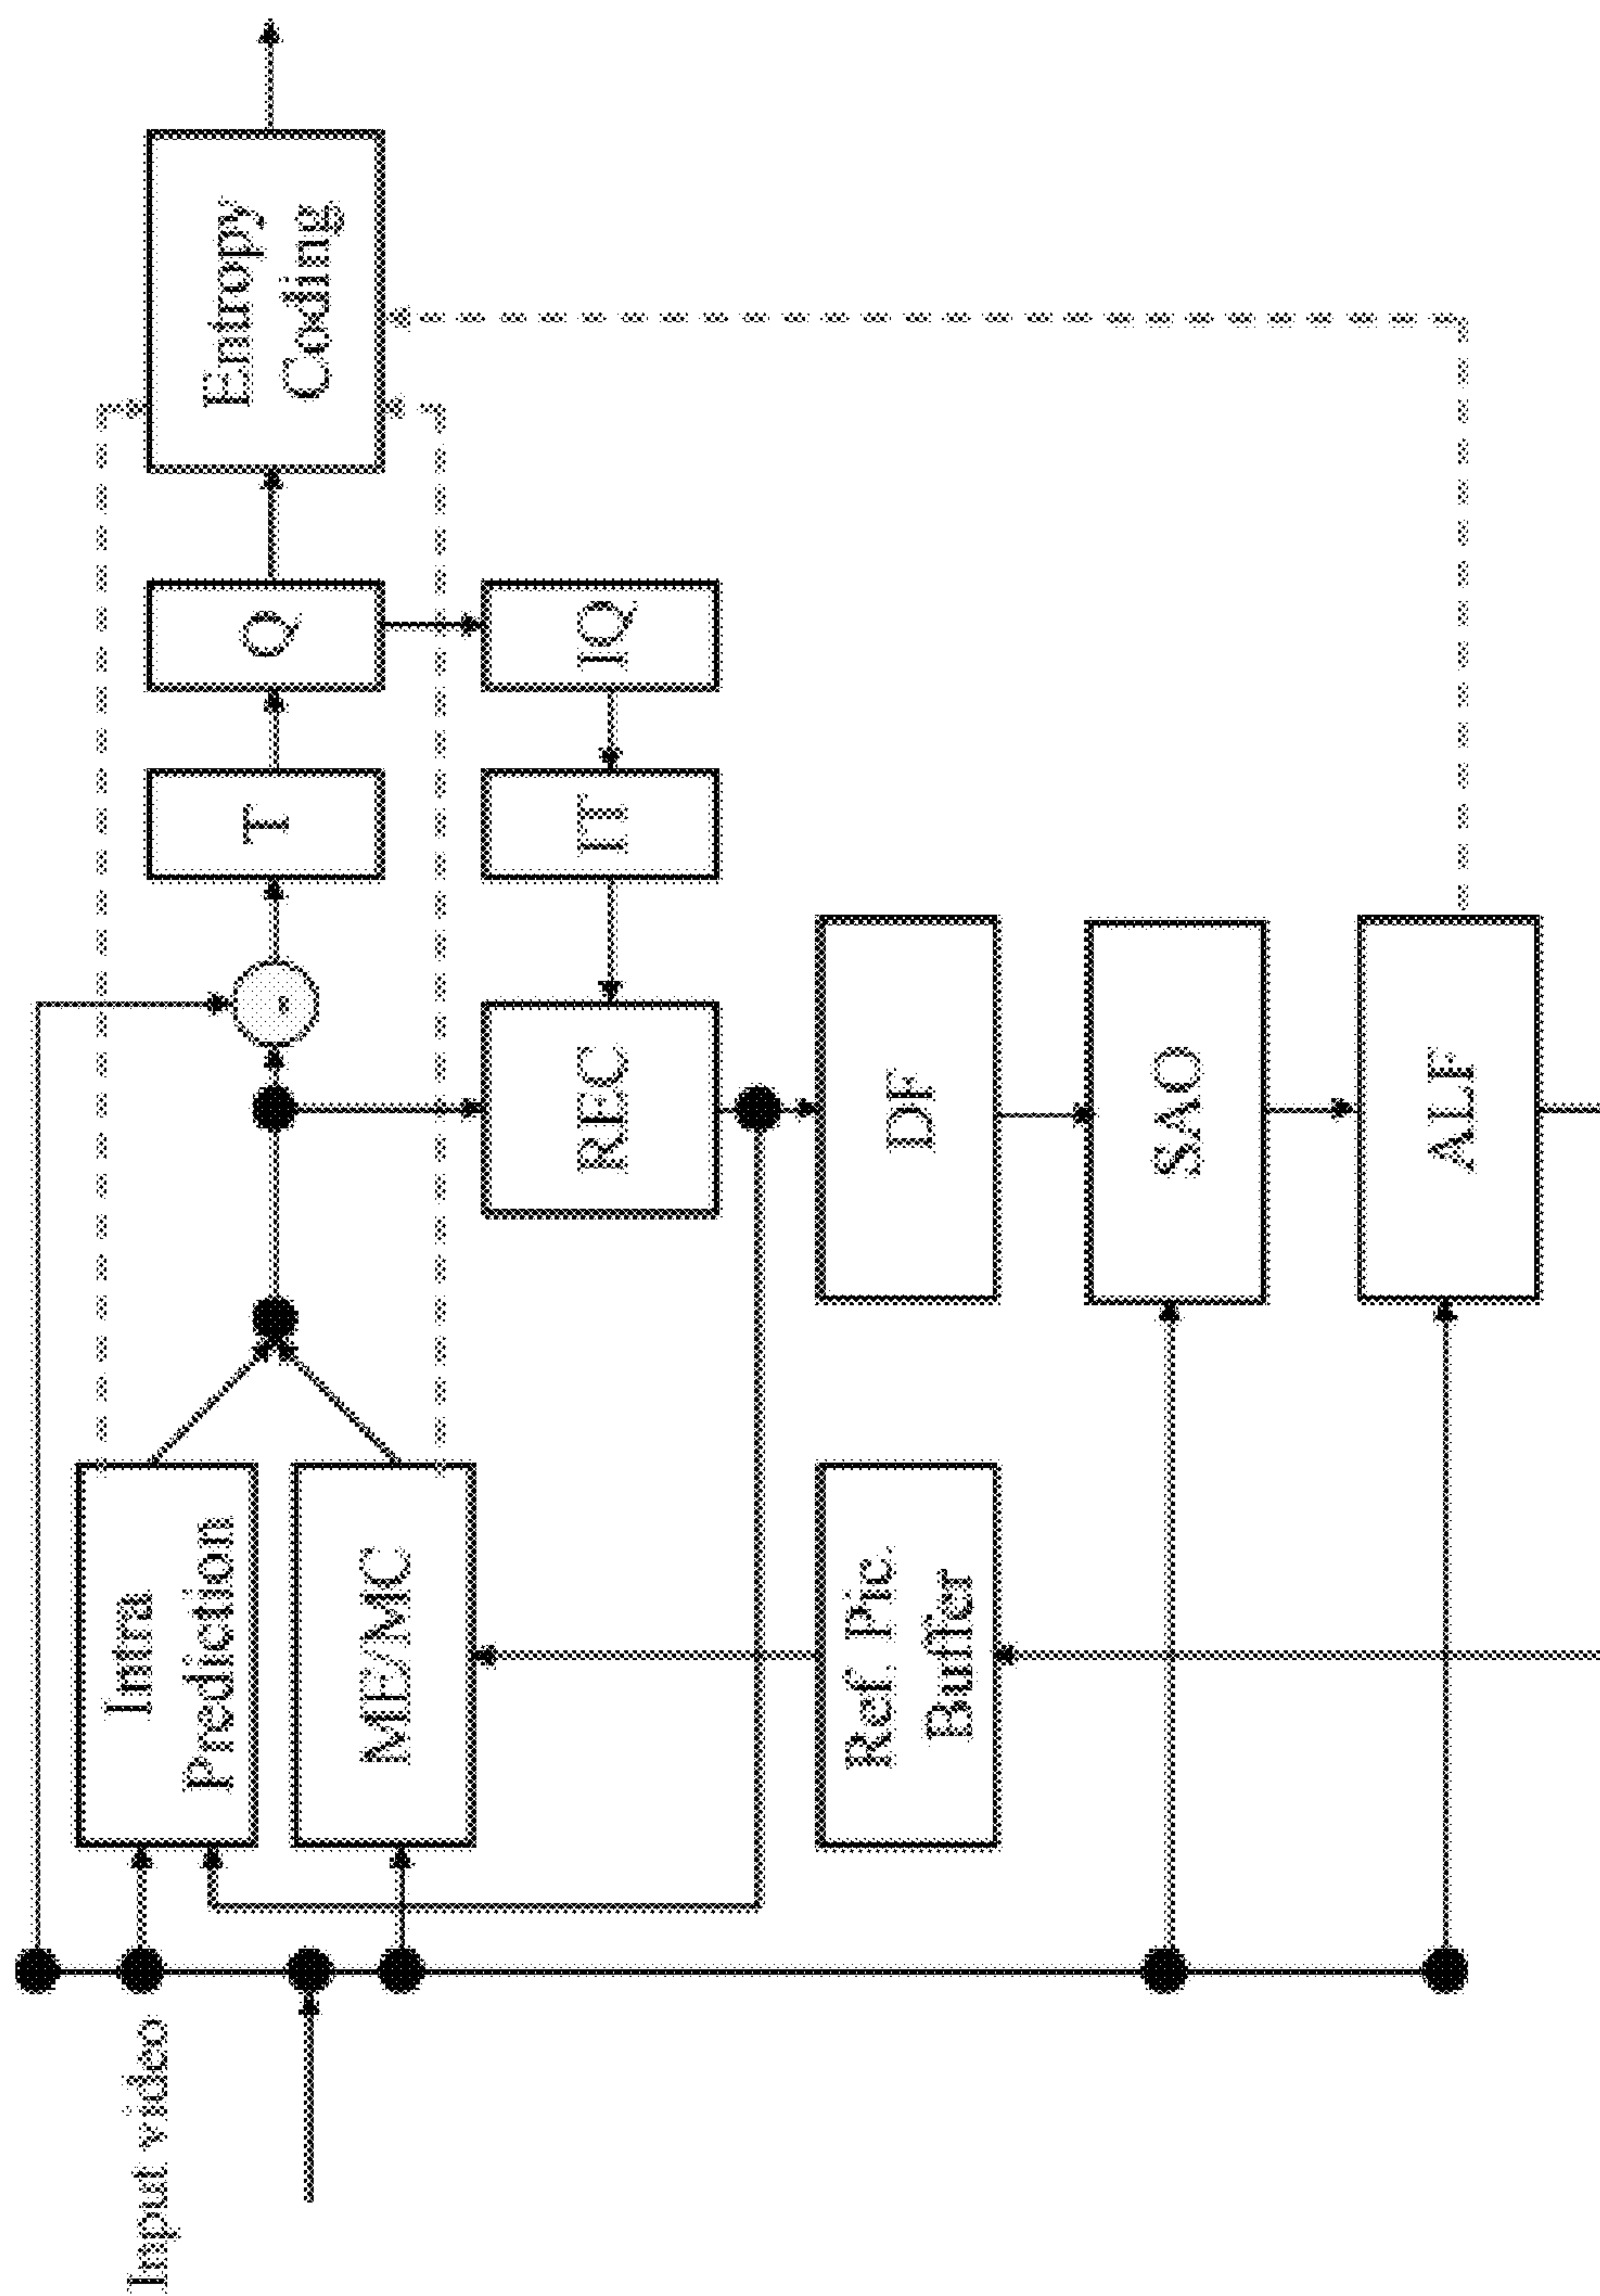 Input video
Intra
Prediction
T
Q
Entropy
Coding
-
ME/MC
REC
IT
IQ
Ref. Pic.
Buffer
DF
SAO
ALF